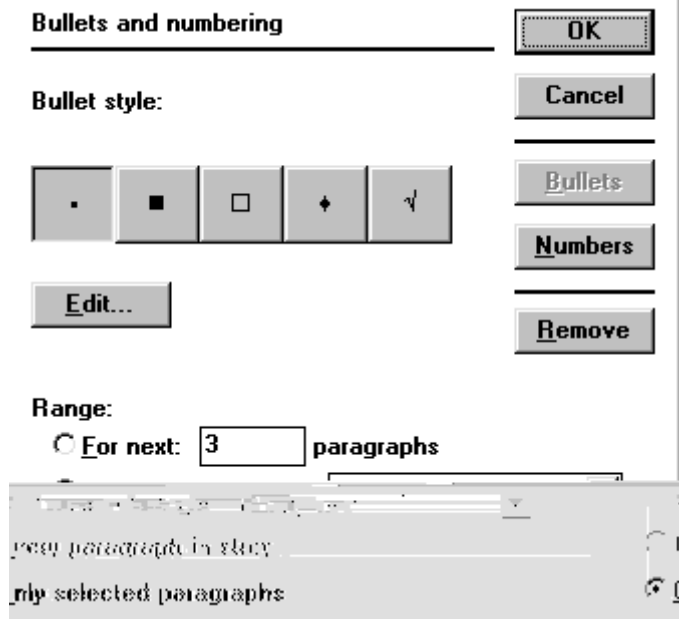 Bullets and numbering
OK
Cancel
Bullet style:
Bullets
Numbers
Edit...
Remove
Range:
For next: 3 paragraphs
paragraph in story
nly selected paragraphs